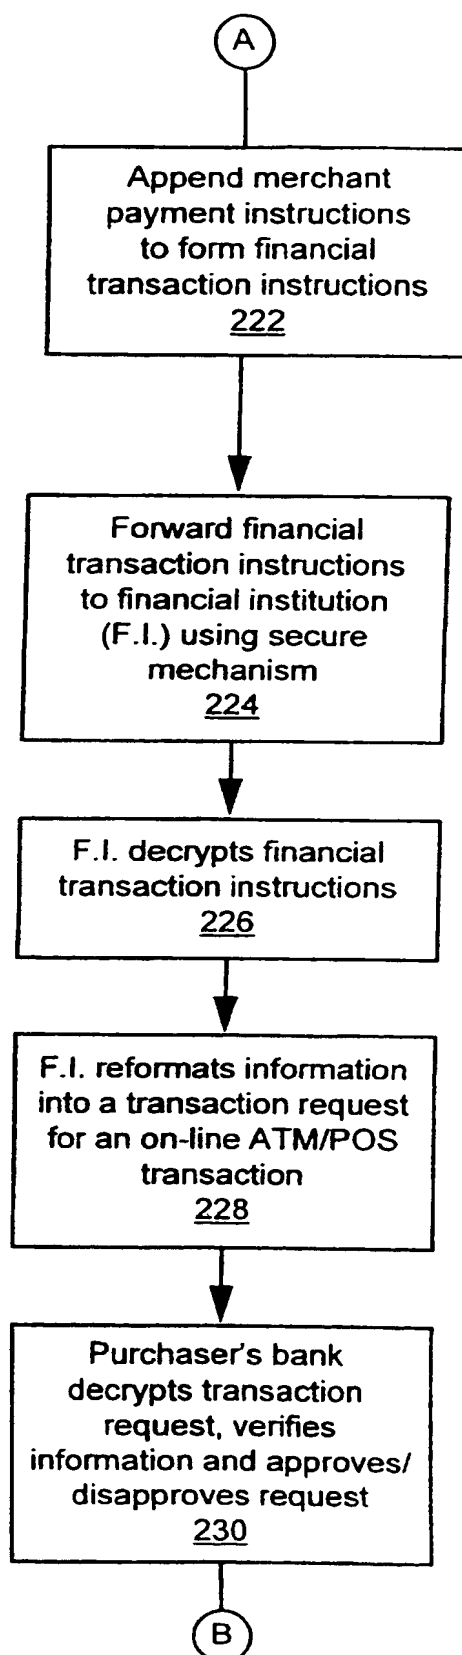 A
Append merchant
payment instructions
to form financial
transaction instructions
222
Forward financial
transaction instructions
to financial institution
(F.I.) using secure
mechanism
224
F.I. decrypts financial
transaction instructions
226
F.I. reformats information
into a transaction request
for an on-line ATM/POS
transaction
228
Purchaser's bank
decrypts transaction
request, verifies
information and approves/
disapproves request
230
B